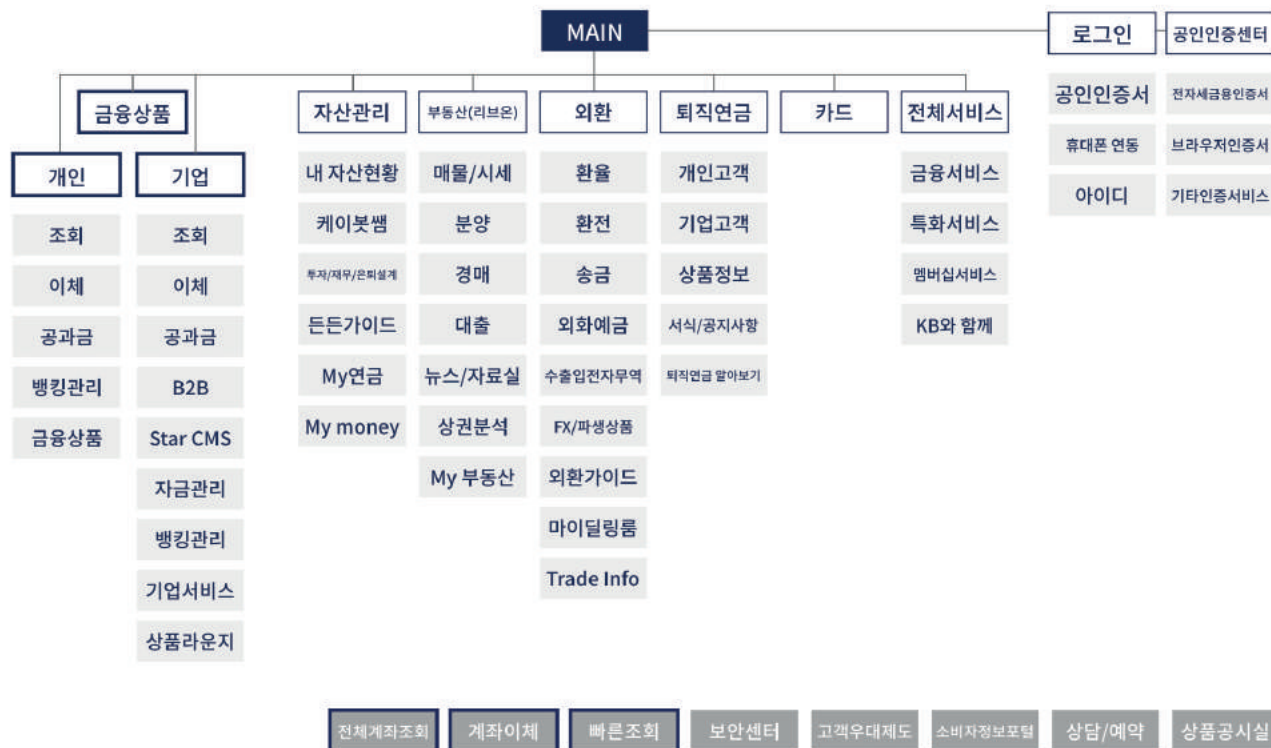 MAIN
로그인
공인인증센터
공인인증서
휴대폰 연동
아이디
전자세금용인증서
브라우저인증서
기타인증서비스
금융상품
개인
조회
이체
공과금
뱅킹관리
금융상품
기업
조회
이체
공과금
B2B
Star CMS
자금관리
뱅킹관리
기업서비스
상품라운지
자산관리
내 자산현황
케이봇쌤
투자/재무/은퇴설계
든든가이드
My연금
My money
부동산(리브온)
매물/시세
분양
경매
대출
뉴스/자료실
상권분석
My 부동산
외환
환율
환전
송금
외화예금
수출입전자무역
FX/파생상품
외환가이드
마이딜링룸
Trade Info
퇴직연금
개인고객
기업고객
상품정보
서식/공지사항
퇴직연금 알아보기
카드
전체서비스
금융서비스
특화서비스
멤버십서비스
KB와 함께
전체계좌조회
계좌이체
빠른조회
보안센터
고객우대제도
소비자정보포털
상담/예약
상품공시실